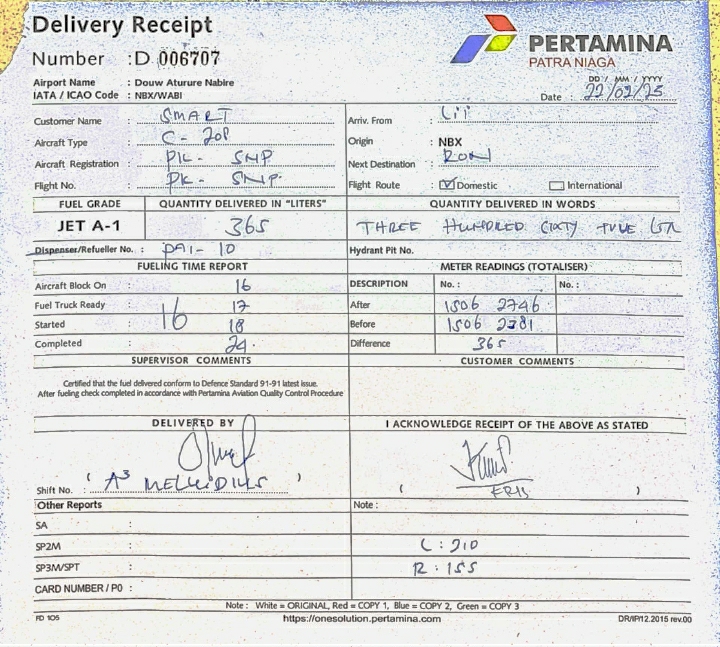 Delivery Receipt
Number : D 006707
PERTAMINA
PATRA NIAGA
Airport Name : Douw Aturure Nabire
IATA / ICAO Code : NBX/WABI
DD / MM / YYYY
Date : 22/02/25
Customer Name : SMART
Arriv. From : Lii
Aircraft Type : C - 208
Origin : NBX
Aircraft Registration : PK - SNP
Next Destination : RON
Flight No. : PK - SNP.
Flight Route : ☑ Domestic ☐ International
FUEL GRADE QUANTITY DELIVERED IN "LITERS" QUANTITY DELIVERED IN WORDS
JET A-1 365 THREE HUNDRED SIXTY FIVE LTR
Dispenser/Refueller No. : PAI - 10 Hydrant Pit No.
FUELING TIME REPORT METER READINGS (TOTALISER)
Aircraft Block On 16 DESCRIPTION No. : No. :
Fuel Truck Ready 16 17 After 1506 2746
Started 18 Before 1506 2381
Completed 24. Difference 365
SUPERVISOR COMMENTS CUSTOMER COMMENTS
Certified that the fuel delivered conform to Defence Standard 91-91 latest issue.
After fueling check completed in accordance with Pertamina Aviation Quality Control Procedure
DELIVERED BY I ACKNOWLEDGE RECEIPT OF THE ABOVE AS STATED
Shift No. : ( A3 )
( ERIS )
Other Reports Note :
SA :
SP2M : L : 210
SP3M/SPT : R : 155
CARD NUMBER / PO :
Note : White = ORIGINAL, Red = COPY 1, Blue = COPY 2, Green = COPY 3
FD 105 https://onesolution.pertamina.com DR/IP/12.2015 rev.00